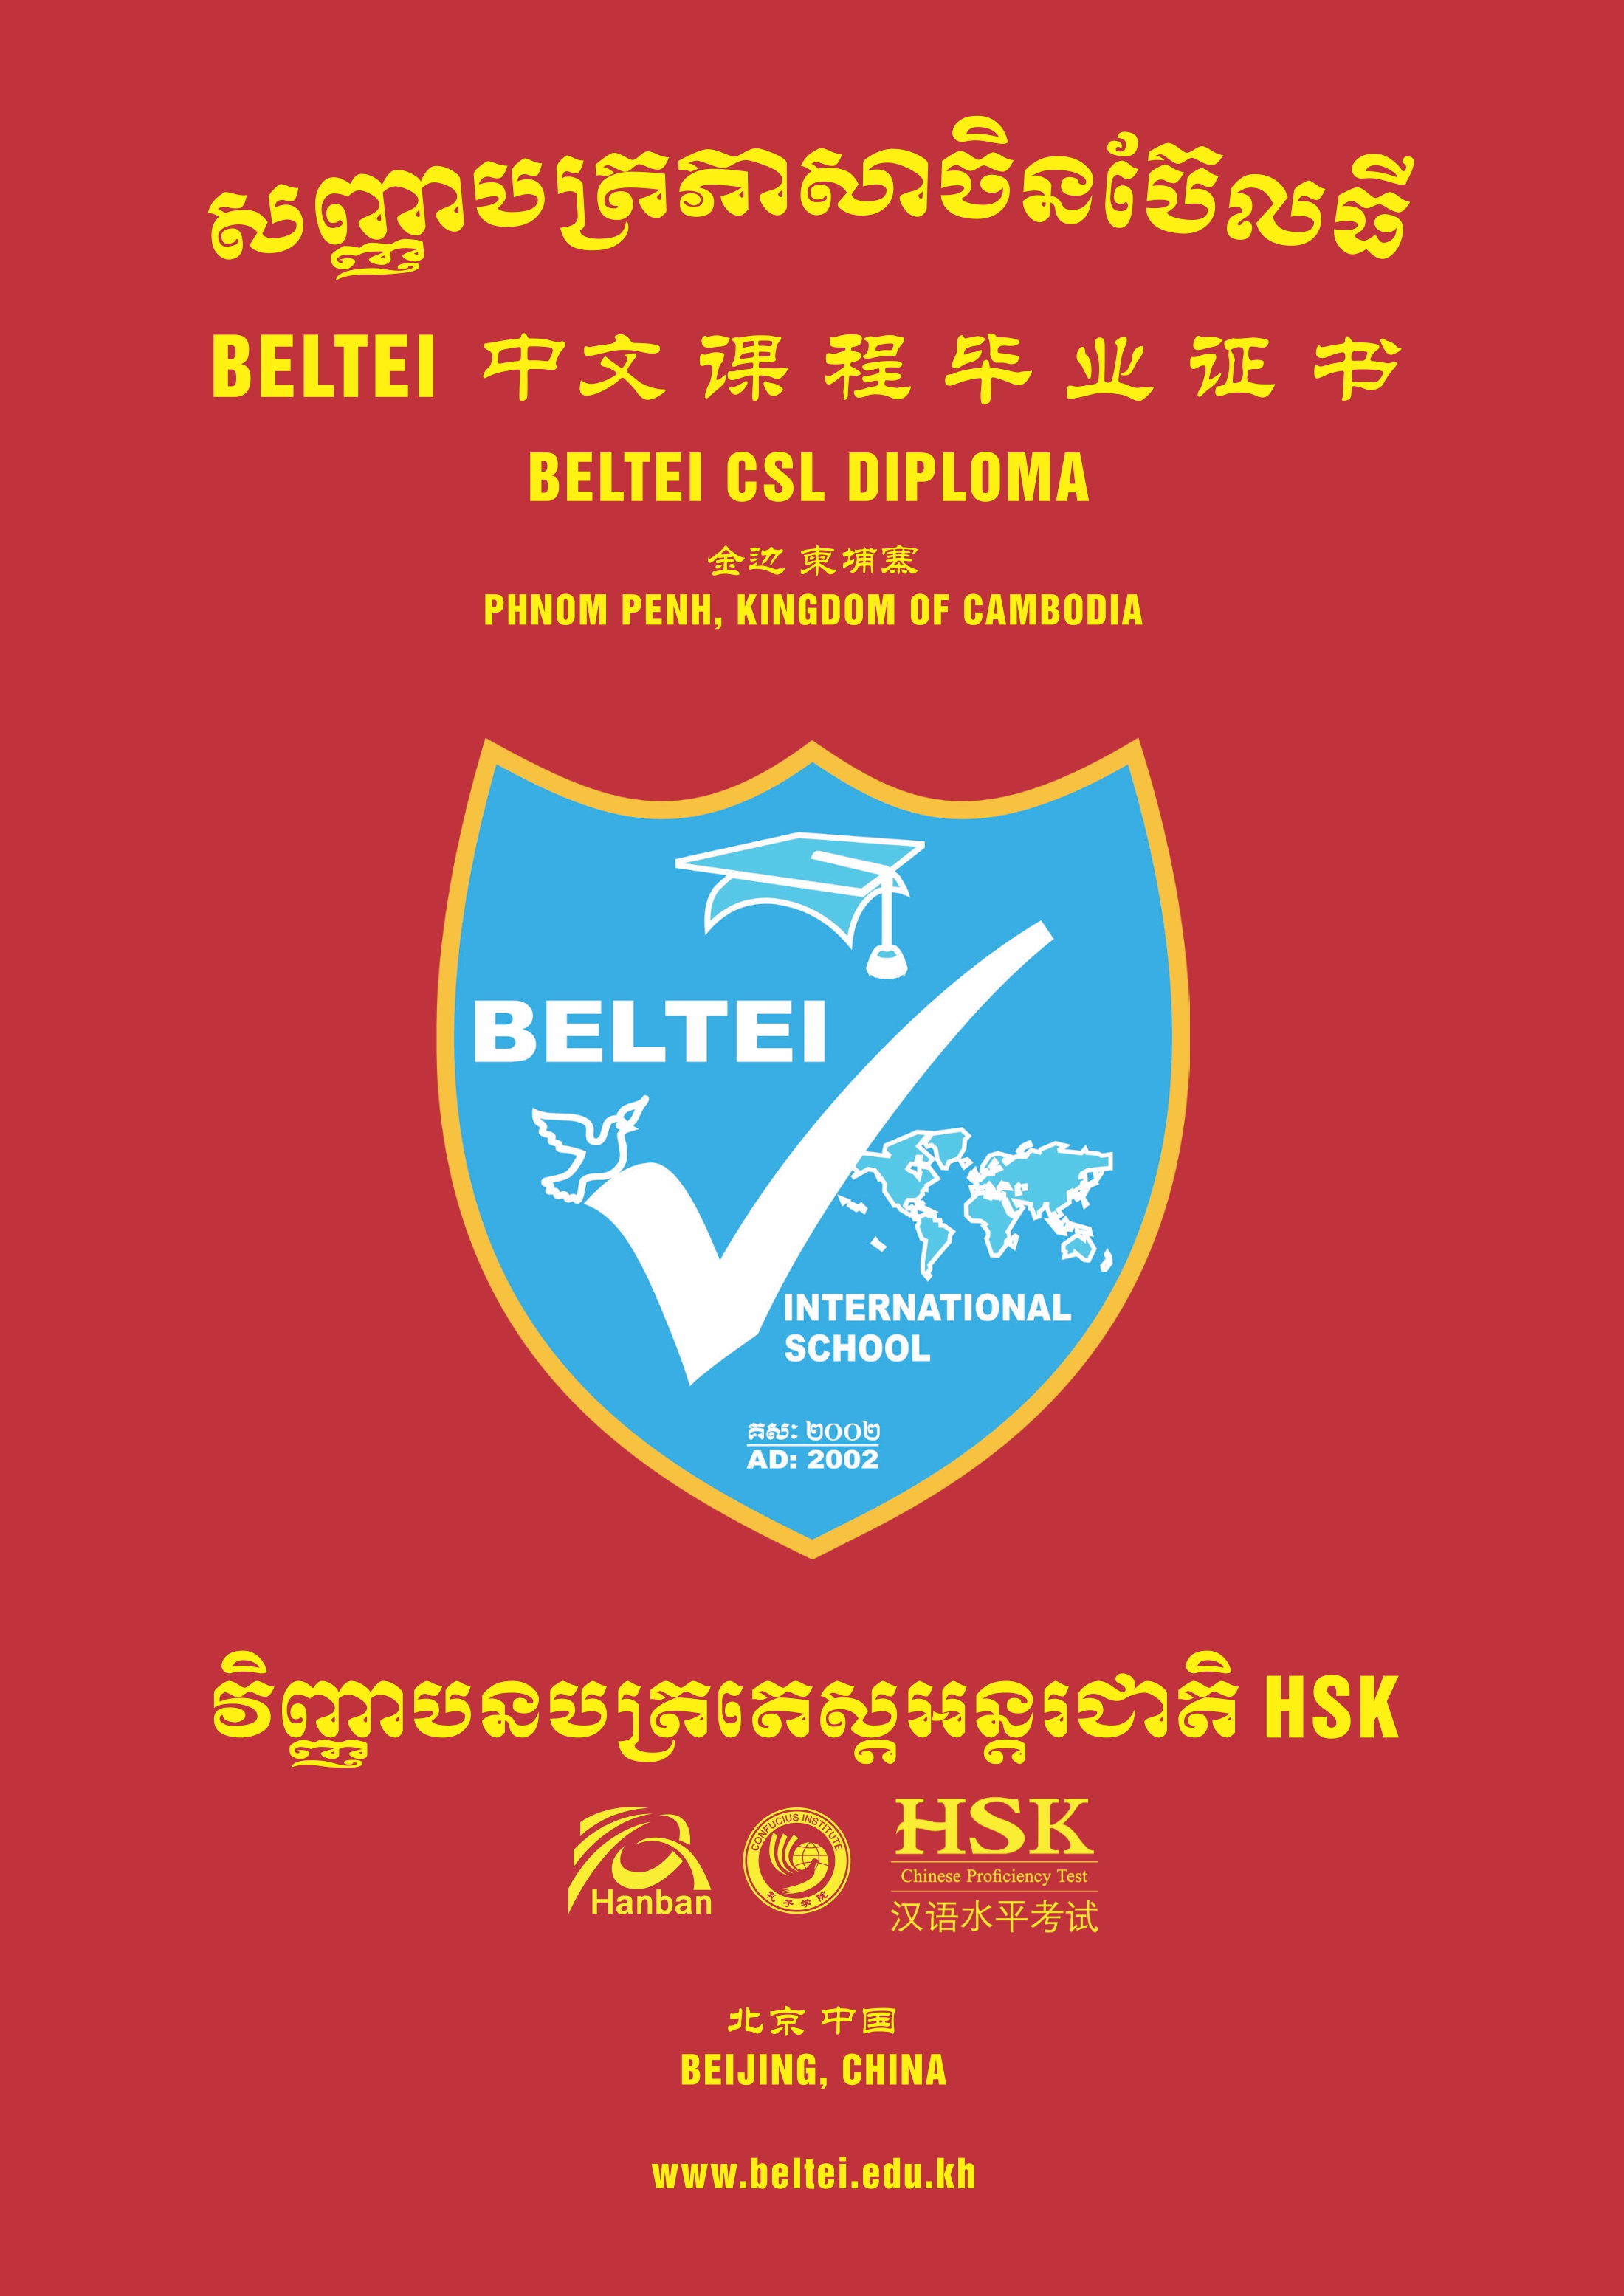 សញ្ញាបត្រភាសាចិនប៊ែលធី
BELTEI 中文课程毕业证书
BELTEI CSL DIPLOMA
金边 柬埔寨
PHNOM PENH, KINGDOM OF CAMBODIA
BELTEI
INTERNATIONAL
SCHOOL
គសៈ ២០០២
AD: 2002
វិញ្ញាបនបត្រតេស្តអន្តរជាតិ HSK
Hanban
CONFUCIUS INSTITUTE
孔子学院
HSK
Chinese Proficiency Test
汉语水平考试
北京 中国
BEIJING, CHINA
www.beltei.edu.kh